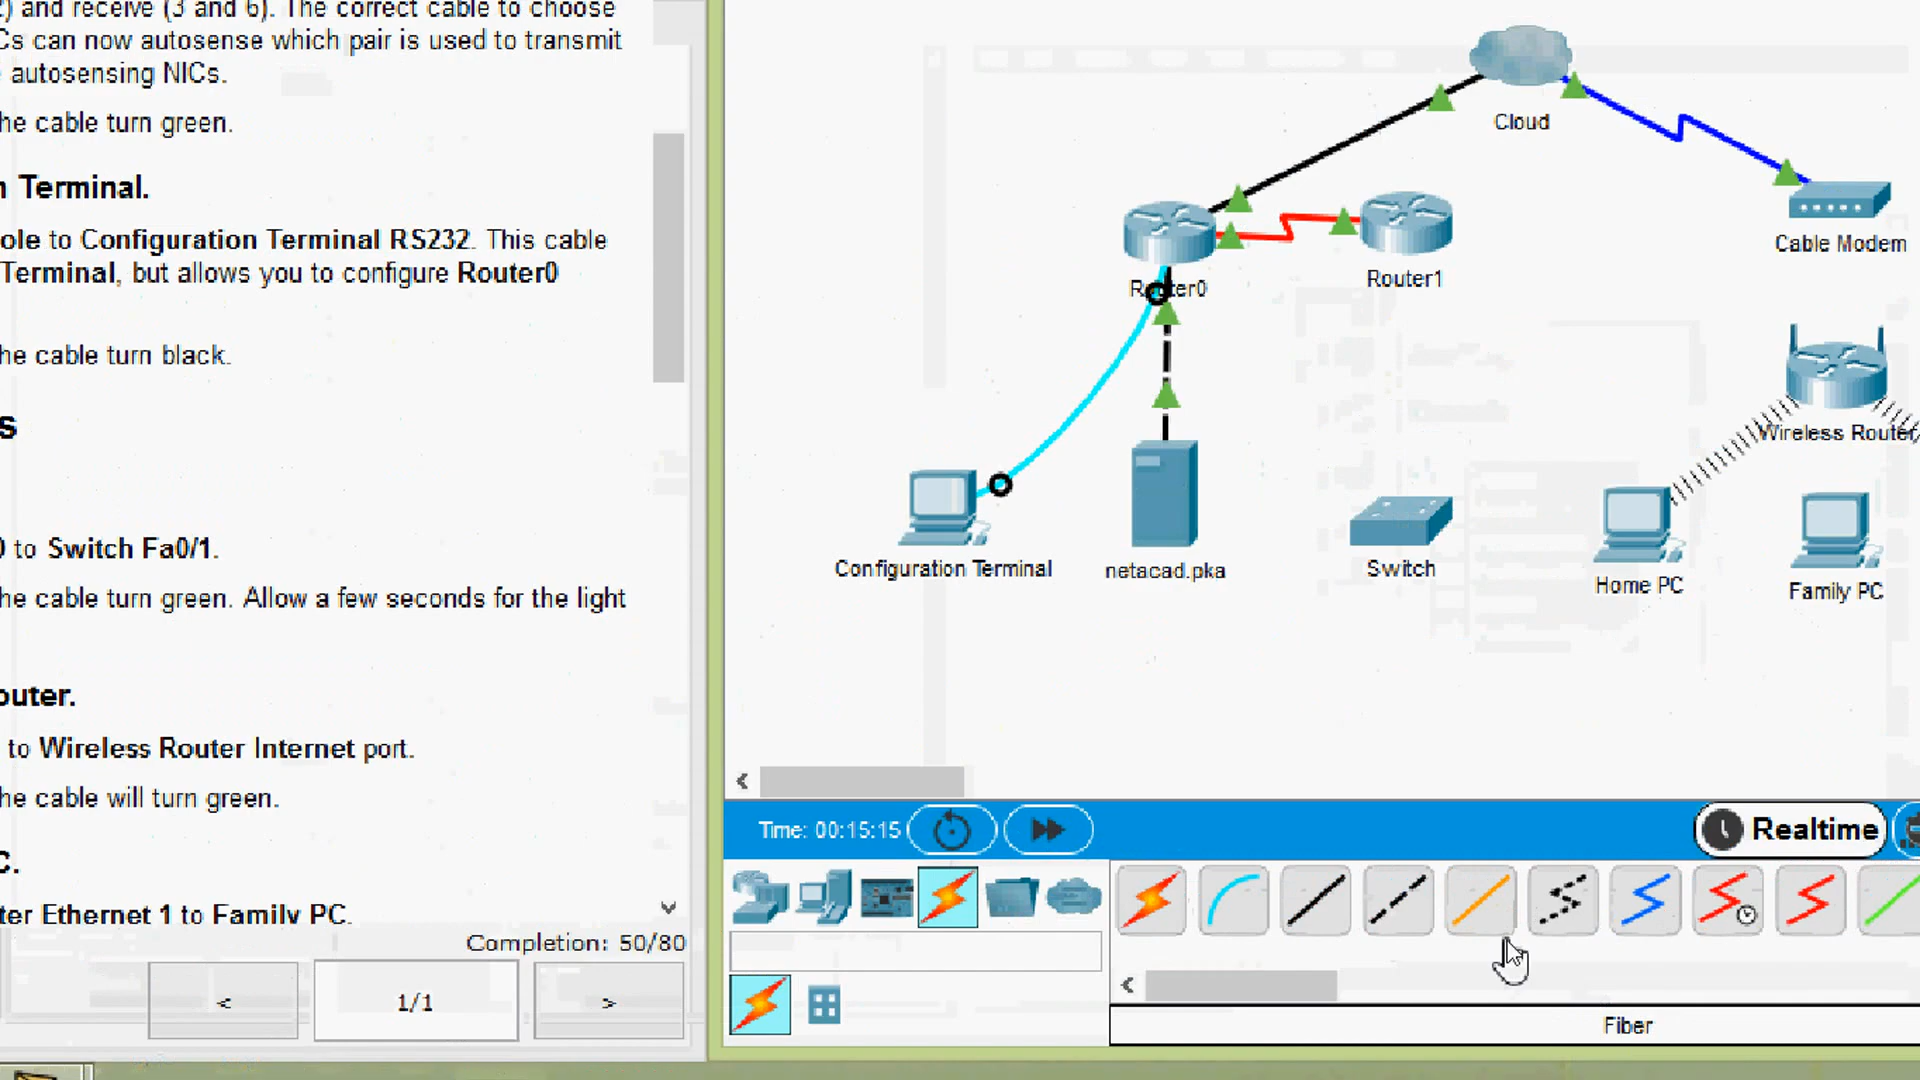 ) and receive (3 and 6). The correct cable to choose
Cs can now autosense which pair is used to transmit
autosensing NICs.
he cable turn green.
n Terminal.
ole to Configuration Terminal RS232. This cable
Terminal, but allows you to configure Router0
he cable turn black.
s
0 to Switch Fa0/1.
he cable turn green. Allow a few seconds for the light
outer.
to Wireless Router Internet port.
he cable will turn green.
C.
ter Ethernet 1 to Family PC.
Completion: 50/80
<
1/1
>
Cloud
Cable Modem
Router0
Router1
Wireless Router
Configuration Terminal
netacad.pka
Switch
Home PC
Family PC
Time: 00:15:15
Realtime
Fiber